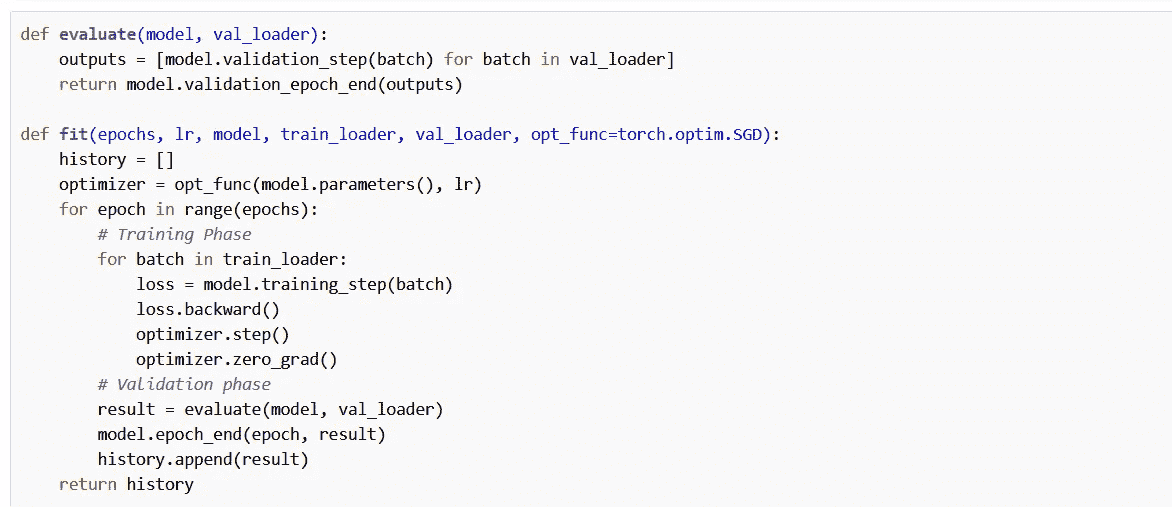 def evaluate(model, val_loader):
    outputs = [model.validation_step(batch) for batch in val_loader]
    return model.validation_epoch_end(outputs)

def fit(epochs, lr, model, train_loader, val_loader, opt_func=torch.optim.SGD):
    history = []
    optimizer = opt_func(model.parameters(), lr)
    for epoch in range(epochs):
        # Training Phase
        for batch in train_loader:
            loss = model.training_step(batch)
            loss.backward()
            optimizer.step()
            optimizer.zero_grad()
        # Validation phase
        result = evaluate(model, val_loader)
        model.epoch_end(epoch, result)
        history.append(result)
    return history